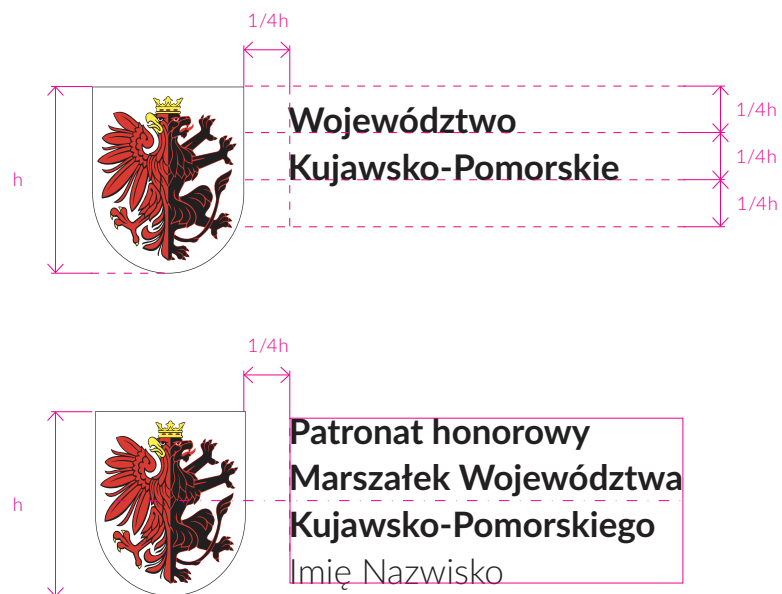 1/4h
h
Województwo
Kujawsko-Pomorskie
1/4h
1/4h
1/4h
1/4h
h
Patronat honorowy
Marszałek Województwa
Kujawsko-Pomorskiego
Imię Nazwisko